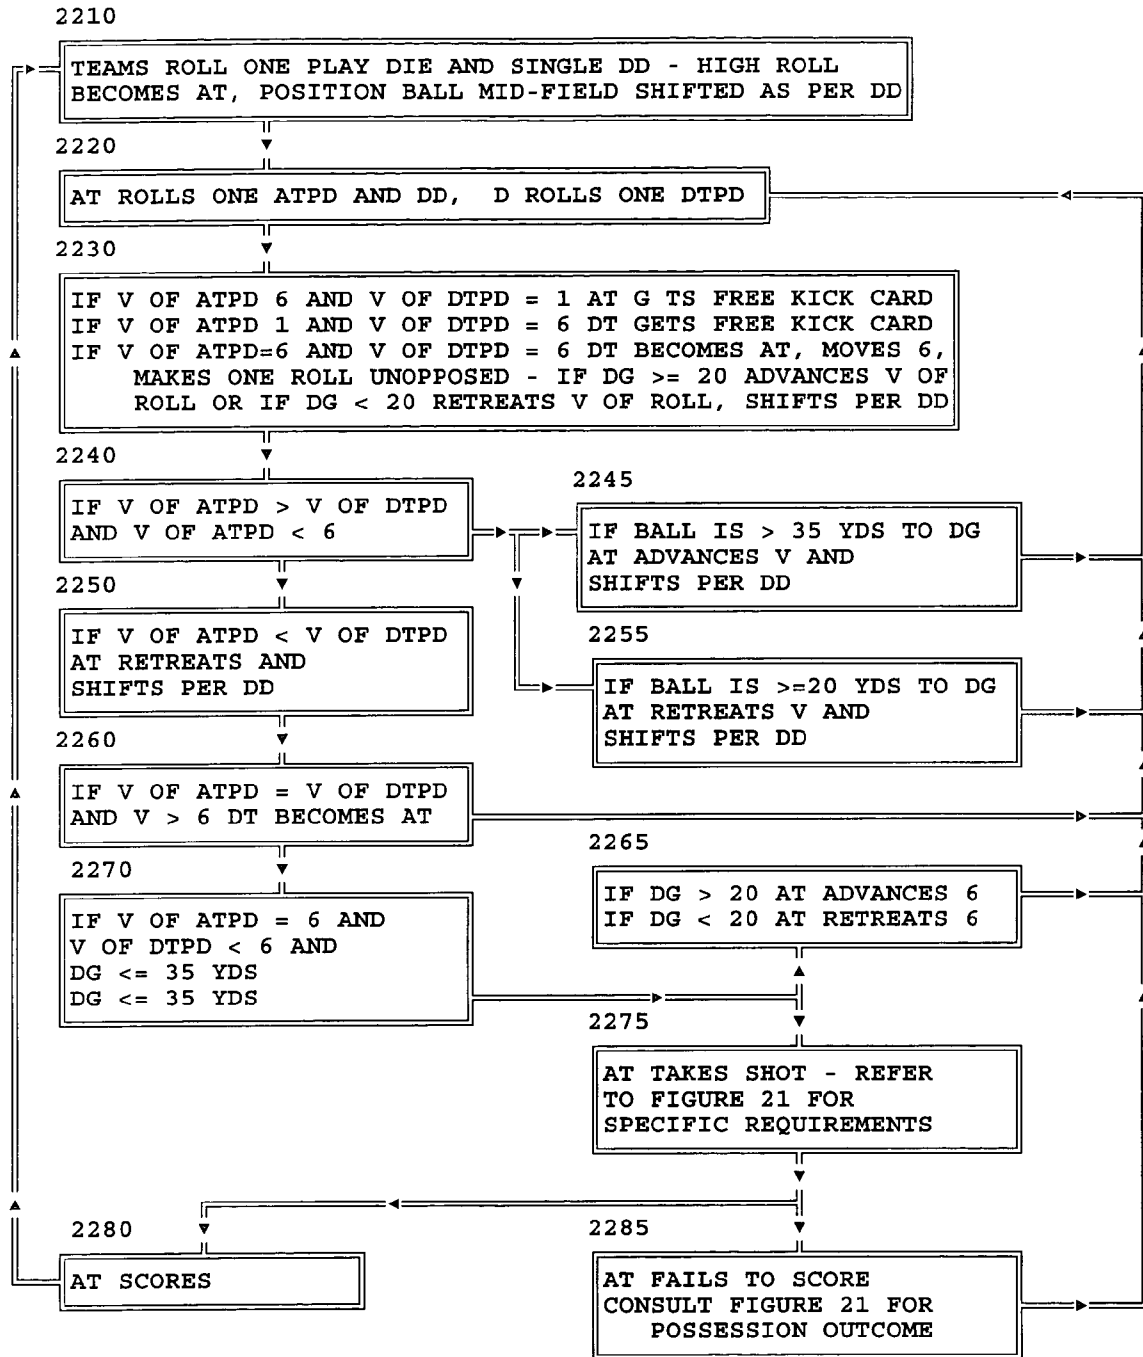 2210
TEAMS ROLL ONE PLAY DIE AND SINGLE DD - HIGH ROLL
BECOMES AT, POSITION BALL MID-FIELD SHIFTED AS PER DD
2220
AT ROLLS ONE ATPD AND DD, D ROLLS ONE DTPD
2230
IF V OF ATPD 6 AND V OF DTPD = 1 AT G TS FREE KICK CARD
IF V OF ATPD 1 AND V OF DTPD = 6 DT GETS FREE KICK CARD
IF V OF ATPD=6 AND V OF DTPD = 6 DT BECOMES AT, MOVES 6,
MAKES ONE ROLL UNOPPOSED - IF DG >= 20 ADVANCES V OF
ROLL OR IF DG < 20 RETREATS V OF ROLL, SHIFTS PER DD
2240
IF V OF ATPD > V OF DTPD
AND V OF ATPD < 6
2245
IF BALL IS > 35 YDS TO DG
AT ADVANCES V AND
SHIFTS PER DD
2250
IF V OF ATPD < V OF DTPD
AT RETREATS AND
SHIFTS PER DD
2255
IF BALL IS >=20 YDS TO DG
AT RETREATS V AND
SHIFTS PER DD
2260
IF V OF ATPD = V OF DTPD
AND V > 6 DT BECOMES AT
2265
IF DG > 20 AT ADVANCES 6
IF DG < 20 AT RETREATS 6
2270
IF V OF ATPD = 6 AND
V OF DTPD < 6 AND
DG <= 35 YDS
DG <= 35 YDS
2275
AT TAKES SHOT - REFER
TO FIGURE 21 FOR
SPECIFIC REQUIREMENTS
2280
AT SCORES
2285
AT FAILS TO SCORE
CONSULT FIGURE 21 FOR
POSSESSION OUTCOME